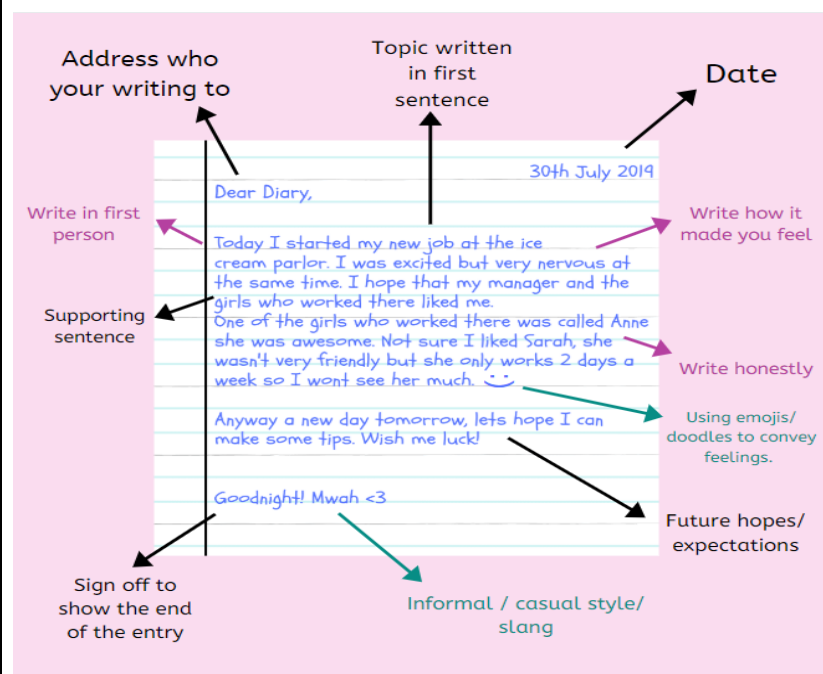 Address who
your writing to
Topic written
in first
sentence
Date
30th July 2019
Dear Diary,
Write in first
person
Write how it
made you feel
Today I started my new job at the ice
cream parlor. I was excited but very nervous at
the same time. I hope that my manager and the
girls who worked there liked me.
Supporting
sentence
One of the girls who worked there was called Anne
she was awesome. Not sure I liked Sarah, she
wasn't very friendly but she only works 2 days a
week so I wont see her much.
Write honestly
Using emojis/
doodles to convey
feelings.
Anyway a new day tomorrow, lets hope I can
make some tips. Wish me luck!
Goodnight! Mwah <3
Future hopes/
expectations
Sign off to
show the end
of the entry
Informal / casual style/
slang